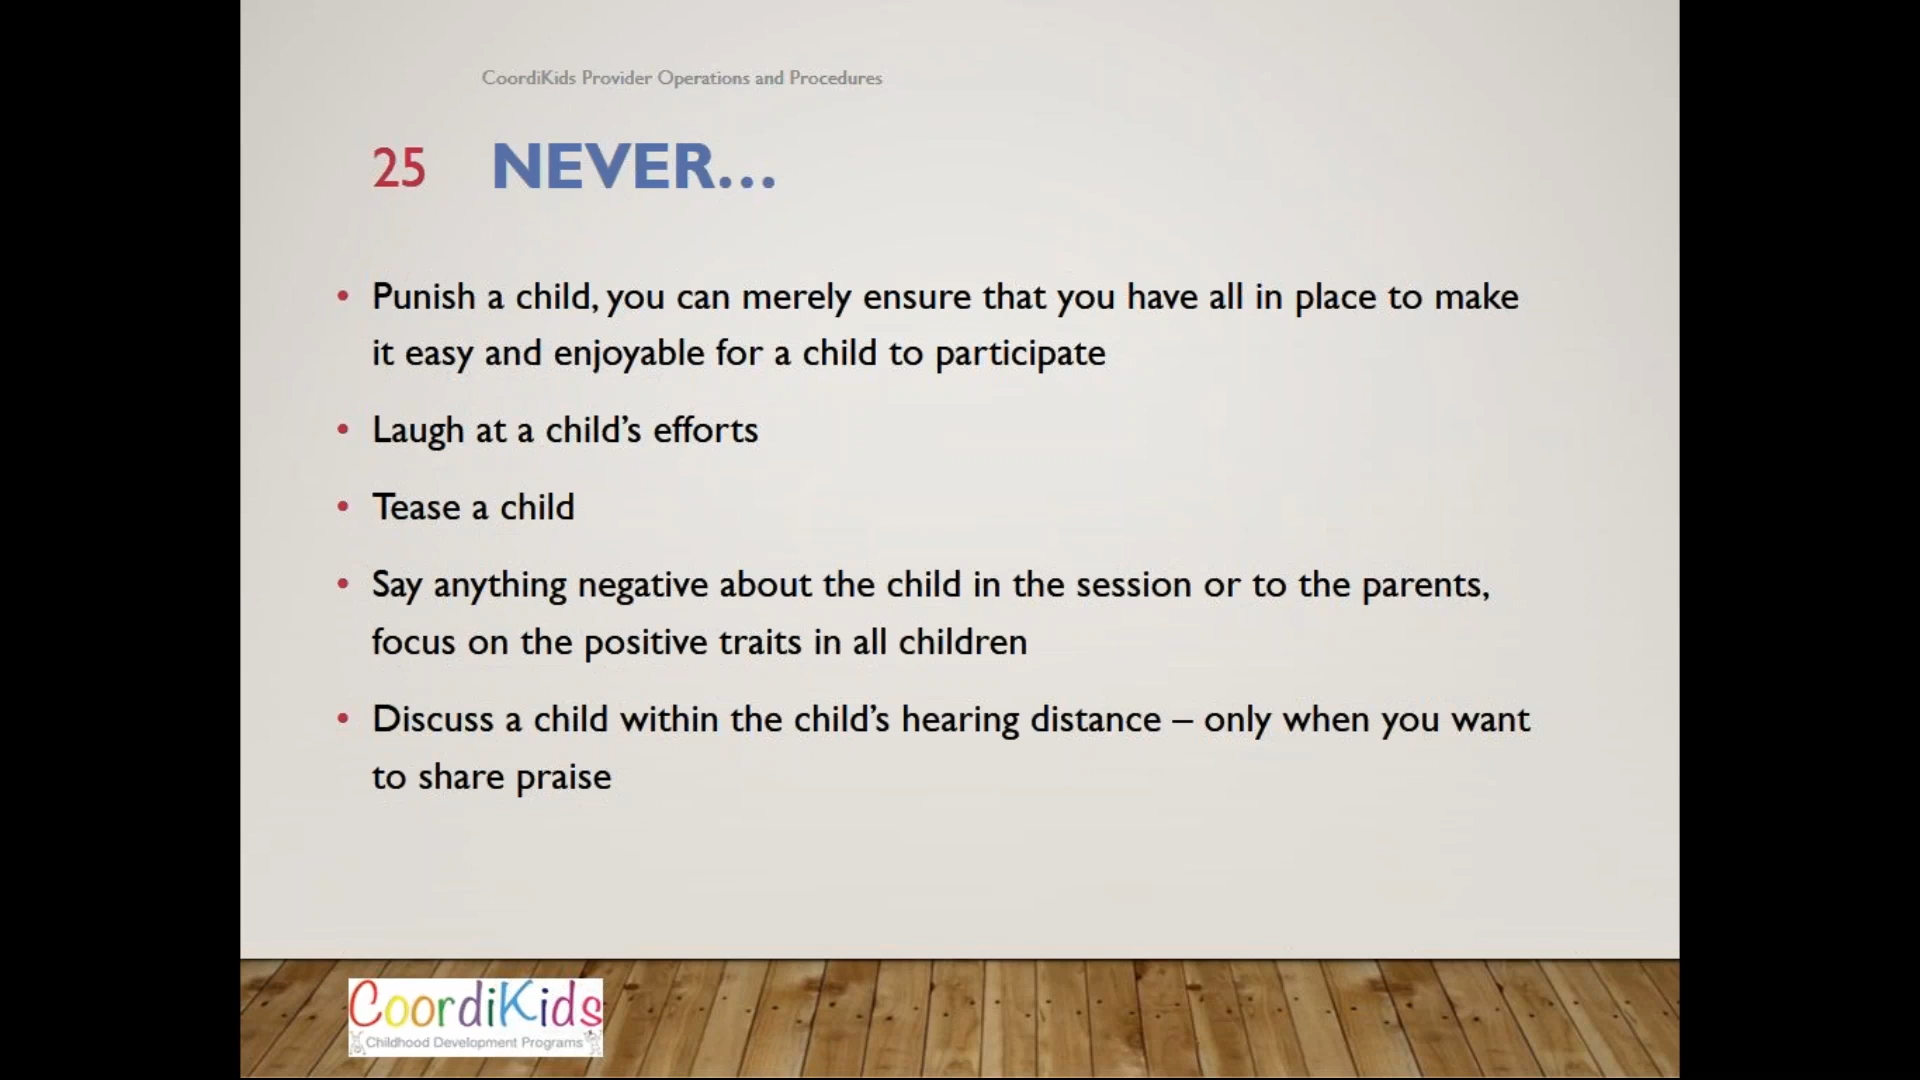 CoordiKids Provider Operations and Procedures
25 NEVER...
• Punish a child, you can merely ensure that you have all in place to make
it easy and enjoyable for a child to participate
• Laugh at a child’s efforts
• Tease a child
• Say anything negative about the child in the session or to the parents,
focus on the positive traits in all children
• Discuss a child within the child’s hearing distance – only when you want
to share praise
CoordiKids
Childhood Development Programs